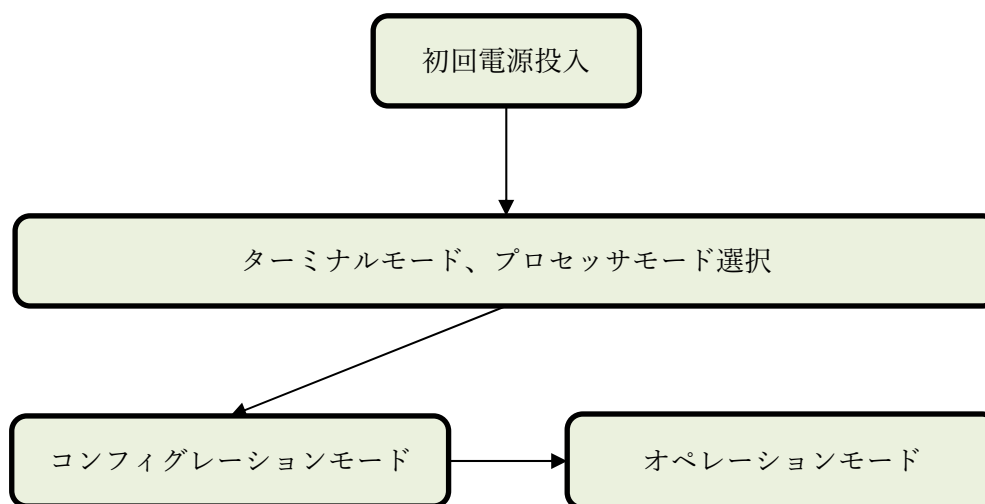 初回電源投入
ターミナルモード、プロセッサモード選択
コンフィグレーションモード
オペレーションモード